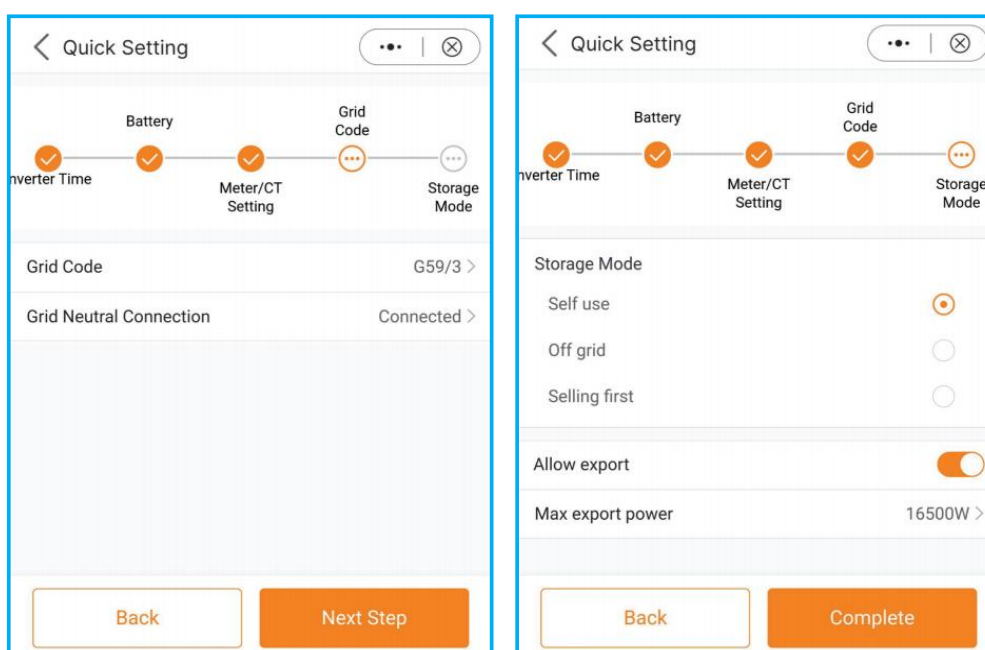 Quick Setting
Battery
Grid
Code
nverter Time
Meter/CT
Setting
Storage
Mode
Grid Code
G59/3
Grid Neutral Connection
Connected
Back
Next Step
Quick Setting
Battery
Grid
Code
nverter Time
Meter/CT
Setting
Storage
Mode
Storage Mode
Self use
Off grid
Selling first
Allow export
Max export power
16500W
Back
Complete